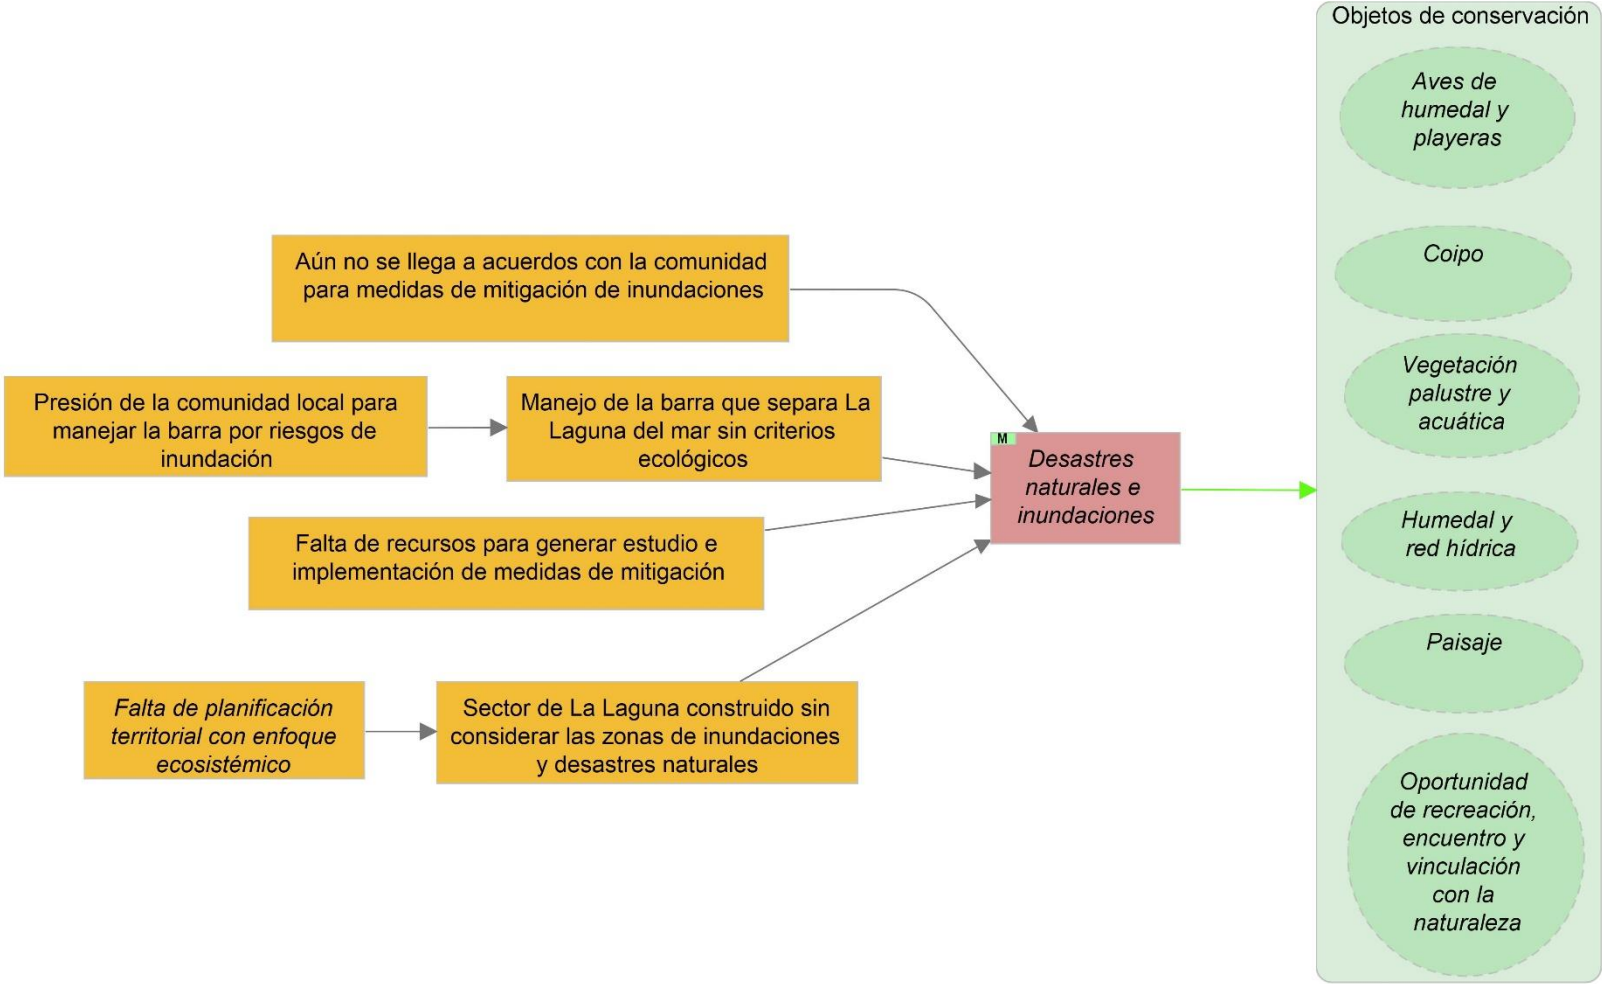 Objetos de conservación
Aves de
humedal y
playeras
Coipo
Vegetación
palustre y
acuática
Humedal y
red hídrica
Paisaje
Oportunidad
de recreación,
encuentro y
vinculación
con la
naturaleza
Aún no se llega a acuerdos con la comunidad
para medidas de mitigación de inundaciones
Presión de la comunidad local para
manejar la barra por riesgos de
inundación
Manejo de la barra que separa La
Laguna del mar sin criterios
ecológicos
M
Desastres
naturales e
inundaciones
Falta de recursos para generar estudio e
implementación de medidas de mitigación
Falta de planificación
territorial con enfoque
ecosistémico
Sector de La Laguna construido sin
considerar las zonas de inundaciones
y desastres naturales